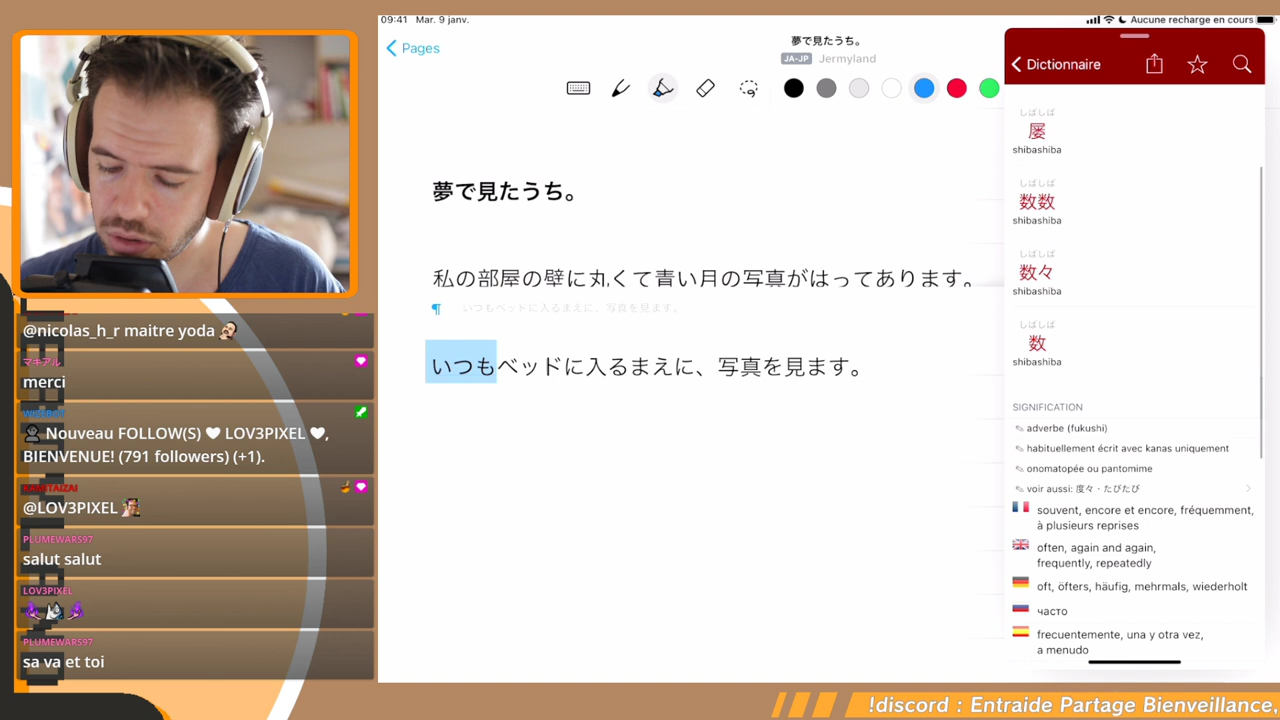 09:41 Mar. 9 janv.
Aucune recharge en cours
Pages
夢で見たうち。
JA-JP Jermyland
夢で見たうち。
私の部屋の壁に丸くて青い月の写真がはってあります。
¶ いつもベッドに入るまえに、写真を見ます。
いつもベッドに入るまえに、写真を見ます。
Dictionnaire
しばしば
屡
shibashiba
しばしば
数数
shibashiba
しばしば
数々
shibashiba
しばしば
数
shibashiba
SIGNIFICATION
adverbe (fukushi)
habituellement écrit avec kanas uniquement
onomatopée ou pantomime
voir aussi: 度々・たびたび
souvent, encore et encore, fréquemment,
à plusieurs reprises
often, again and again,
frequently, repeatedly
oft, öfters, häufig, mehrmals, wiederholt
часто
frecuentemente, una y otra vez,
a menudo
@nicolas_h_r maitre yoda
マキアル
merci
Nouveau FOLLOW(S) ♥ LOV3PIXEL ♥,
BIENVENUE! (791 followers) (+1).
@LOV3PIXEL
PLUMEWARS97
salut salut
LOV3PIXEL
PLUMEWARS97
sa va et toi
!discord : Entraide Partage Bienveillance,